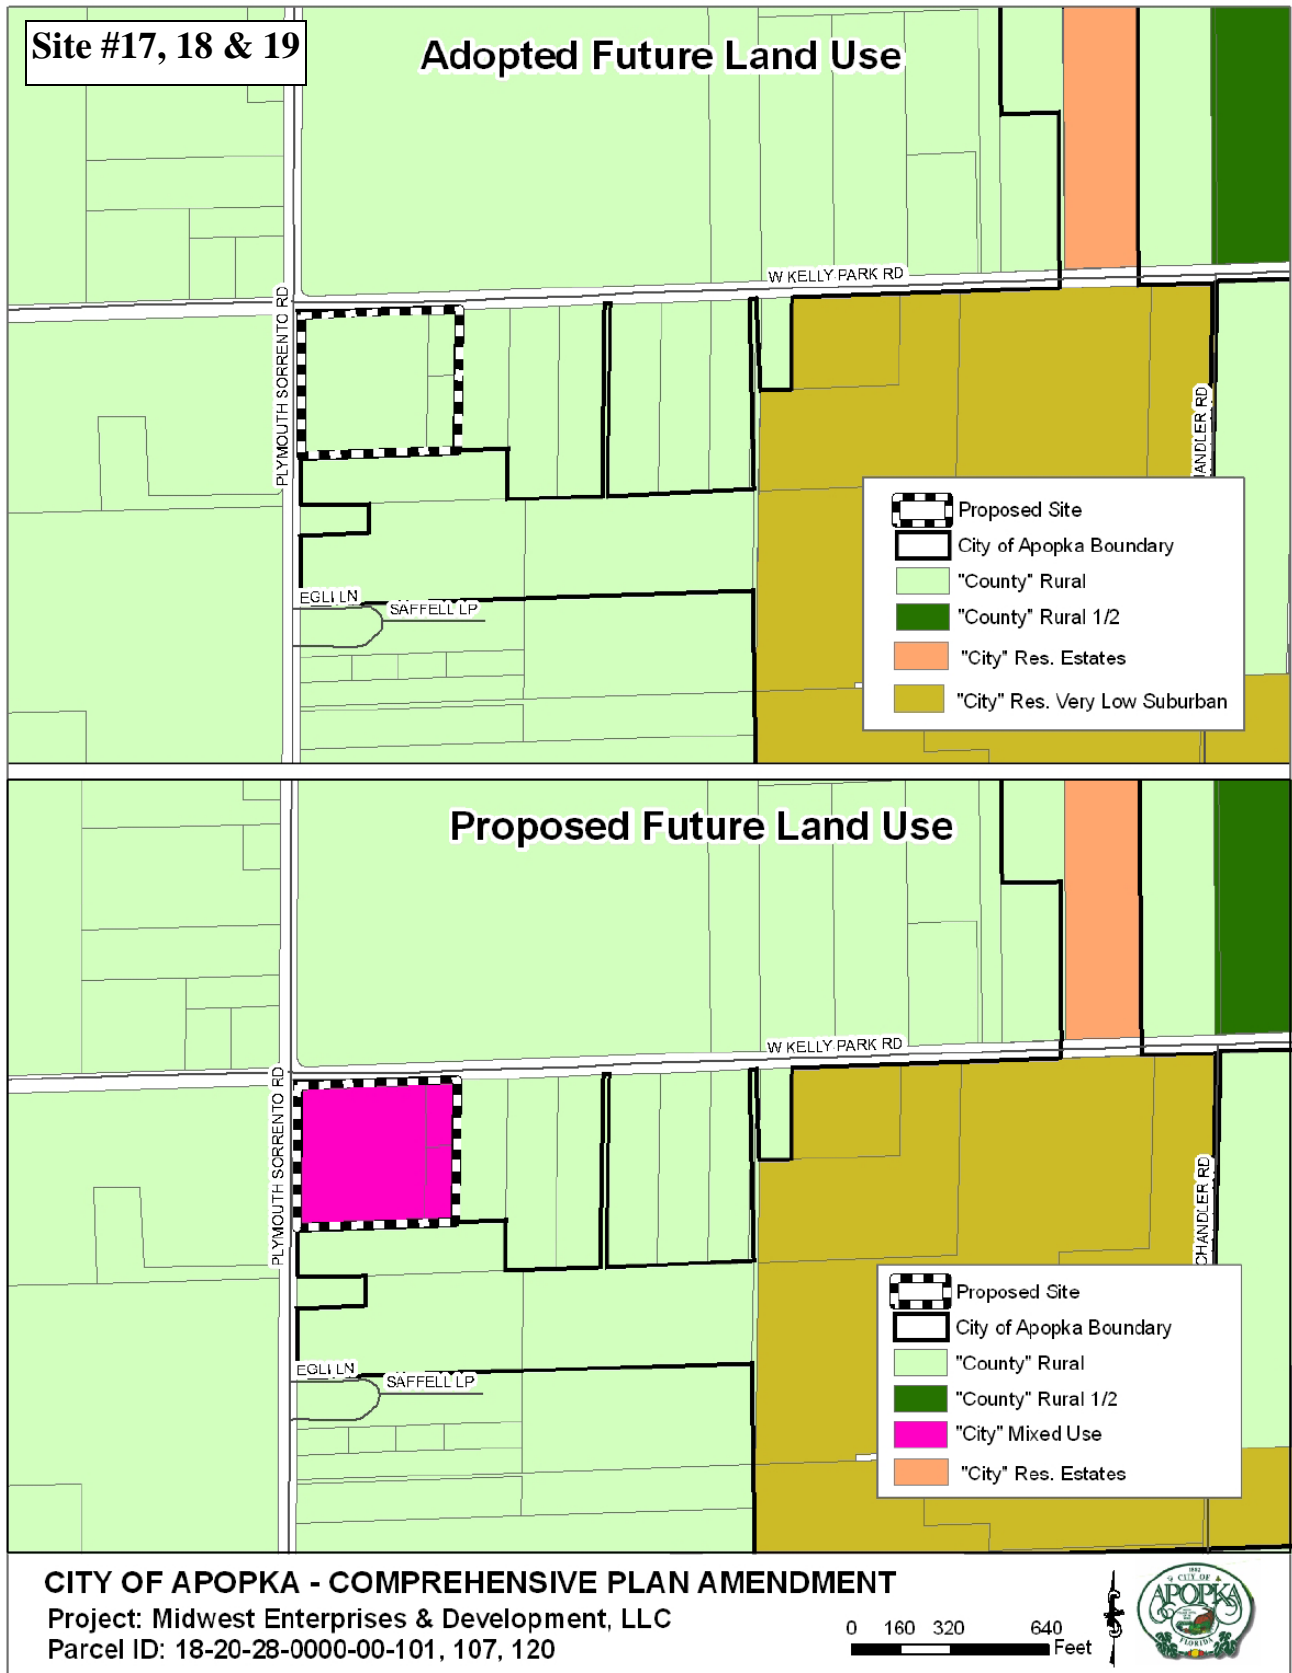 Site #17, 18 & 19
Adopted Future Land Use
W KELLY PARK RD
PLYMOUTH SORRENTO RD
ANDLER RD
EGLI LN
SAFFELL LP
Proposed Site
City of Apopka Boundary
"County" Rural
"County" Rural 1/2
"City" Res. Estates
"City" Res. Very Low Suburban
Proposed Future Land Use
W KELLY PARK RD
PLYMOUTH SORRENTO RD
CHANDLER RD
EGLI LN
SAFFELL LP
Proposed Site
City of Apopka Boundary
"County" Rural
"County" Rural 1/2
"City" Mixed Use
"City" Res. Estates
CITY OF APOPKA - COMPREHENSIVE PLAN AMENDMENT
Project: Midwest Enterprises & Development, LLC
Parcel ID: 18-20-28-0000-00-101, 107, 120
0 160 320 640
Feet
CITY OF
APOPKA
FLORIDA